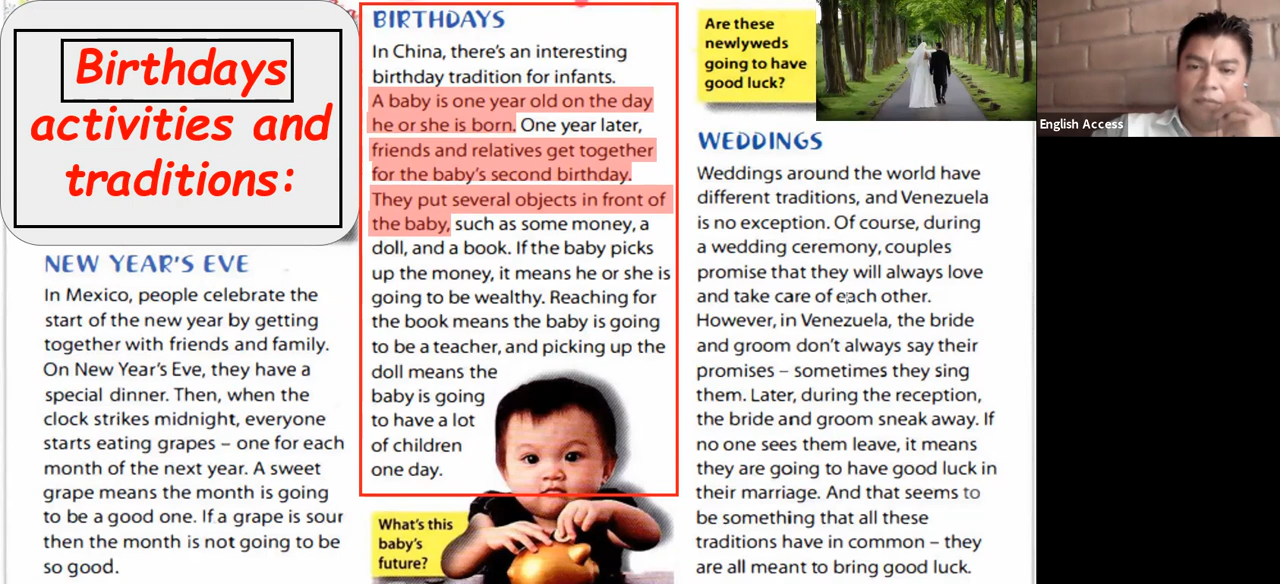 Birthdays
activities and
traditions:
NEW YEAR'S EVE
In Mexico, people celebrate the
start of the new year by getting
together with friends and family.
On New Year's Eve, they have a
special dinner. Then, when the
clock strikes midnight, everyone
starts eating grapes – one for each
month of the next year. A sweet
grape means the month is going
to be a good one. If a grape is sour
then the month is not going to be
so good.
BIRTHDAYS
In China, there's an interesting
birthday tradition for infants.
A baby is one year old on the day
he or she is born. One year later,
friends and relatives get together
for the baby's second birthday.
They put several objects in front of
the baby, such as some money, a
doll, and a book. If the baby picks
up the money, it means he or she is
going to be wealthy. Reaching for
the book means the baby is going
to be a teacher, and picking up the
doll means the
baby is going
to have a lot
of children
one day.
What's this
baby's
future?
Are these
newlyweds
going to have
good luck?
WEDDINGS
Weddings around the world have
different traditions, and Venezuela
is no exception. Of course, during
a wedding ceremony, couples
promise that they will always love
and take care of each other.
However, in Venezuela, the bride
and groom don't always say their
promises – sometimes they sing
them. Later, during the reception,
the bride and groom sneak away. If
no one sees them leave, it means
they are going to have good luck in
their marriage. And that seems to
be something that all these
traditions have in common – they
are all meant to bring good luck.
English Access